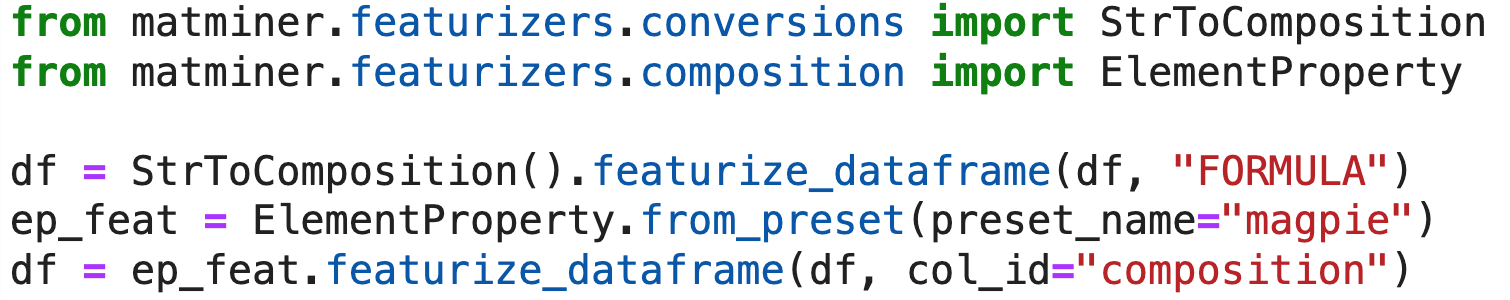 from matminer.featurizers.conversions import StrToComposition
from matminer.featurizers.composition import ElementProperty
df = StrToComposition().featurize_dataframe(df, "FORMULA")
ep_feat = ElementProperty.from_preset(preset_name="magpie")
df = ep_feat.featurize_dataframe(df, col_id="composition")